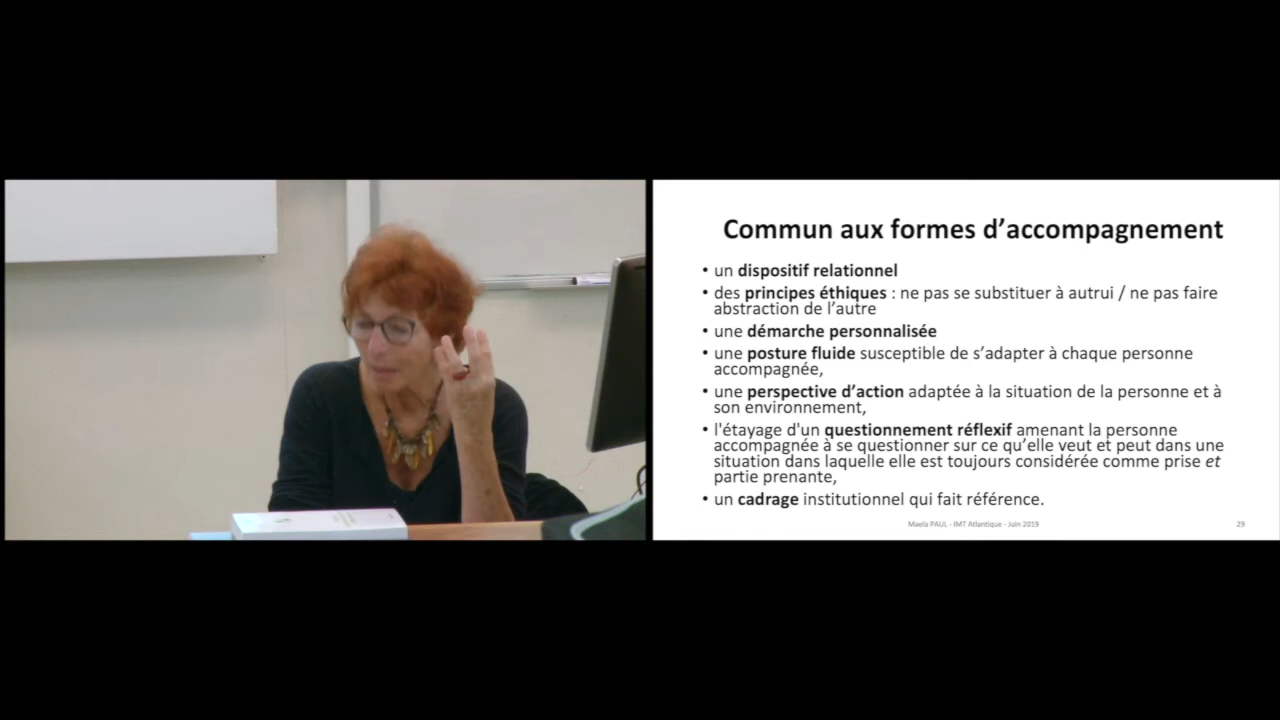 Commun aux formes d’accompagnement
• un dispositif relationnel
• des principes éthiques : ne pas se substituer à autrui / ne pas faire
abstraction de l’autre
• une démarche personnalisée
• une posture fluide susceptible de s’adapter à chaque personne
accompagnée,
• une perspective d’action adaptée à la situation de la personne et à
son environnement,
• l'étayage d'un questionnement réflexif amenant la personne
accompagnée à se questionner sur ce qu’elle veut et peut dans une
situation dans laquelle elle est toujours considérée comme prise et
partie prenante,
• un cadrage institutionnel qui fait référence.
Maela PAUL - IMT Atlantique - Juin 2019
29